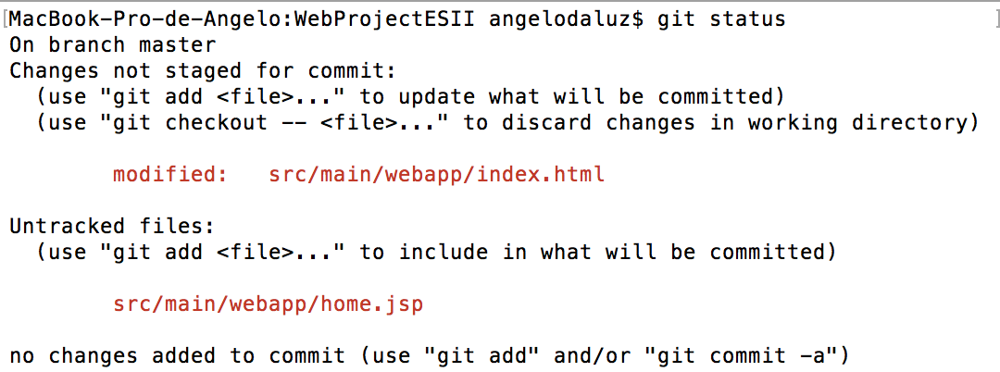 [MacBook-Pro-de-Angelo:WebProjectESII angelodaluz$ git status ]
On branch master
Changes not staged for commit:
  (use "git add <file>..." to update what will be committed)
  (use "git checkout -- <file>..." to discard changes in working directory)
        modified:   src/main/webapp/index.html
Untracked files:
  (use "git add <file>..." to include in what will be committed)
        src/main/webapp/home.jsp
no changes added to commit (use "git add" and/or "git commit -a")